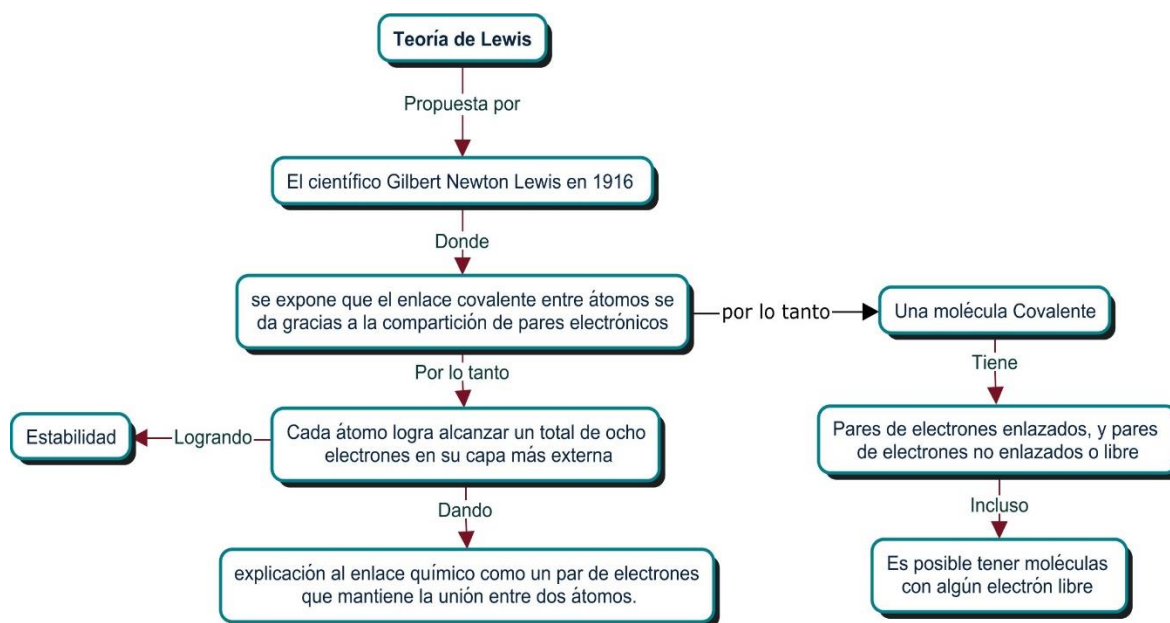 Teoría de Lewis
Propuesta por
El científico Gilbert Newton Lewis en 1916
Donde
se expone que el enlace covalente entre átomos se
da gracias a la compartición de pares electrónicos
por lo tanto
Una molécula Covalente
Por lo tanto
Tiene
Estabilidad
Logrando
Cada átomo logra alcanzar un total de ocho
electrones en su capa más externa
Pares de electrones enlazados, y pares
de electrones no enlazados o libre
Dando
Incluso
explicación al enlace químico como un par de electrones
que mantiene la unión entre dos átomos.
Es posible tener moléculas
con algún electrón libre